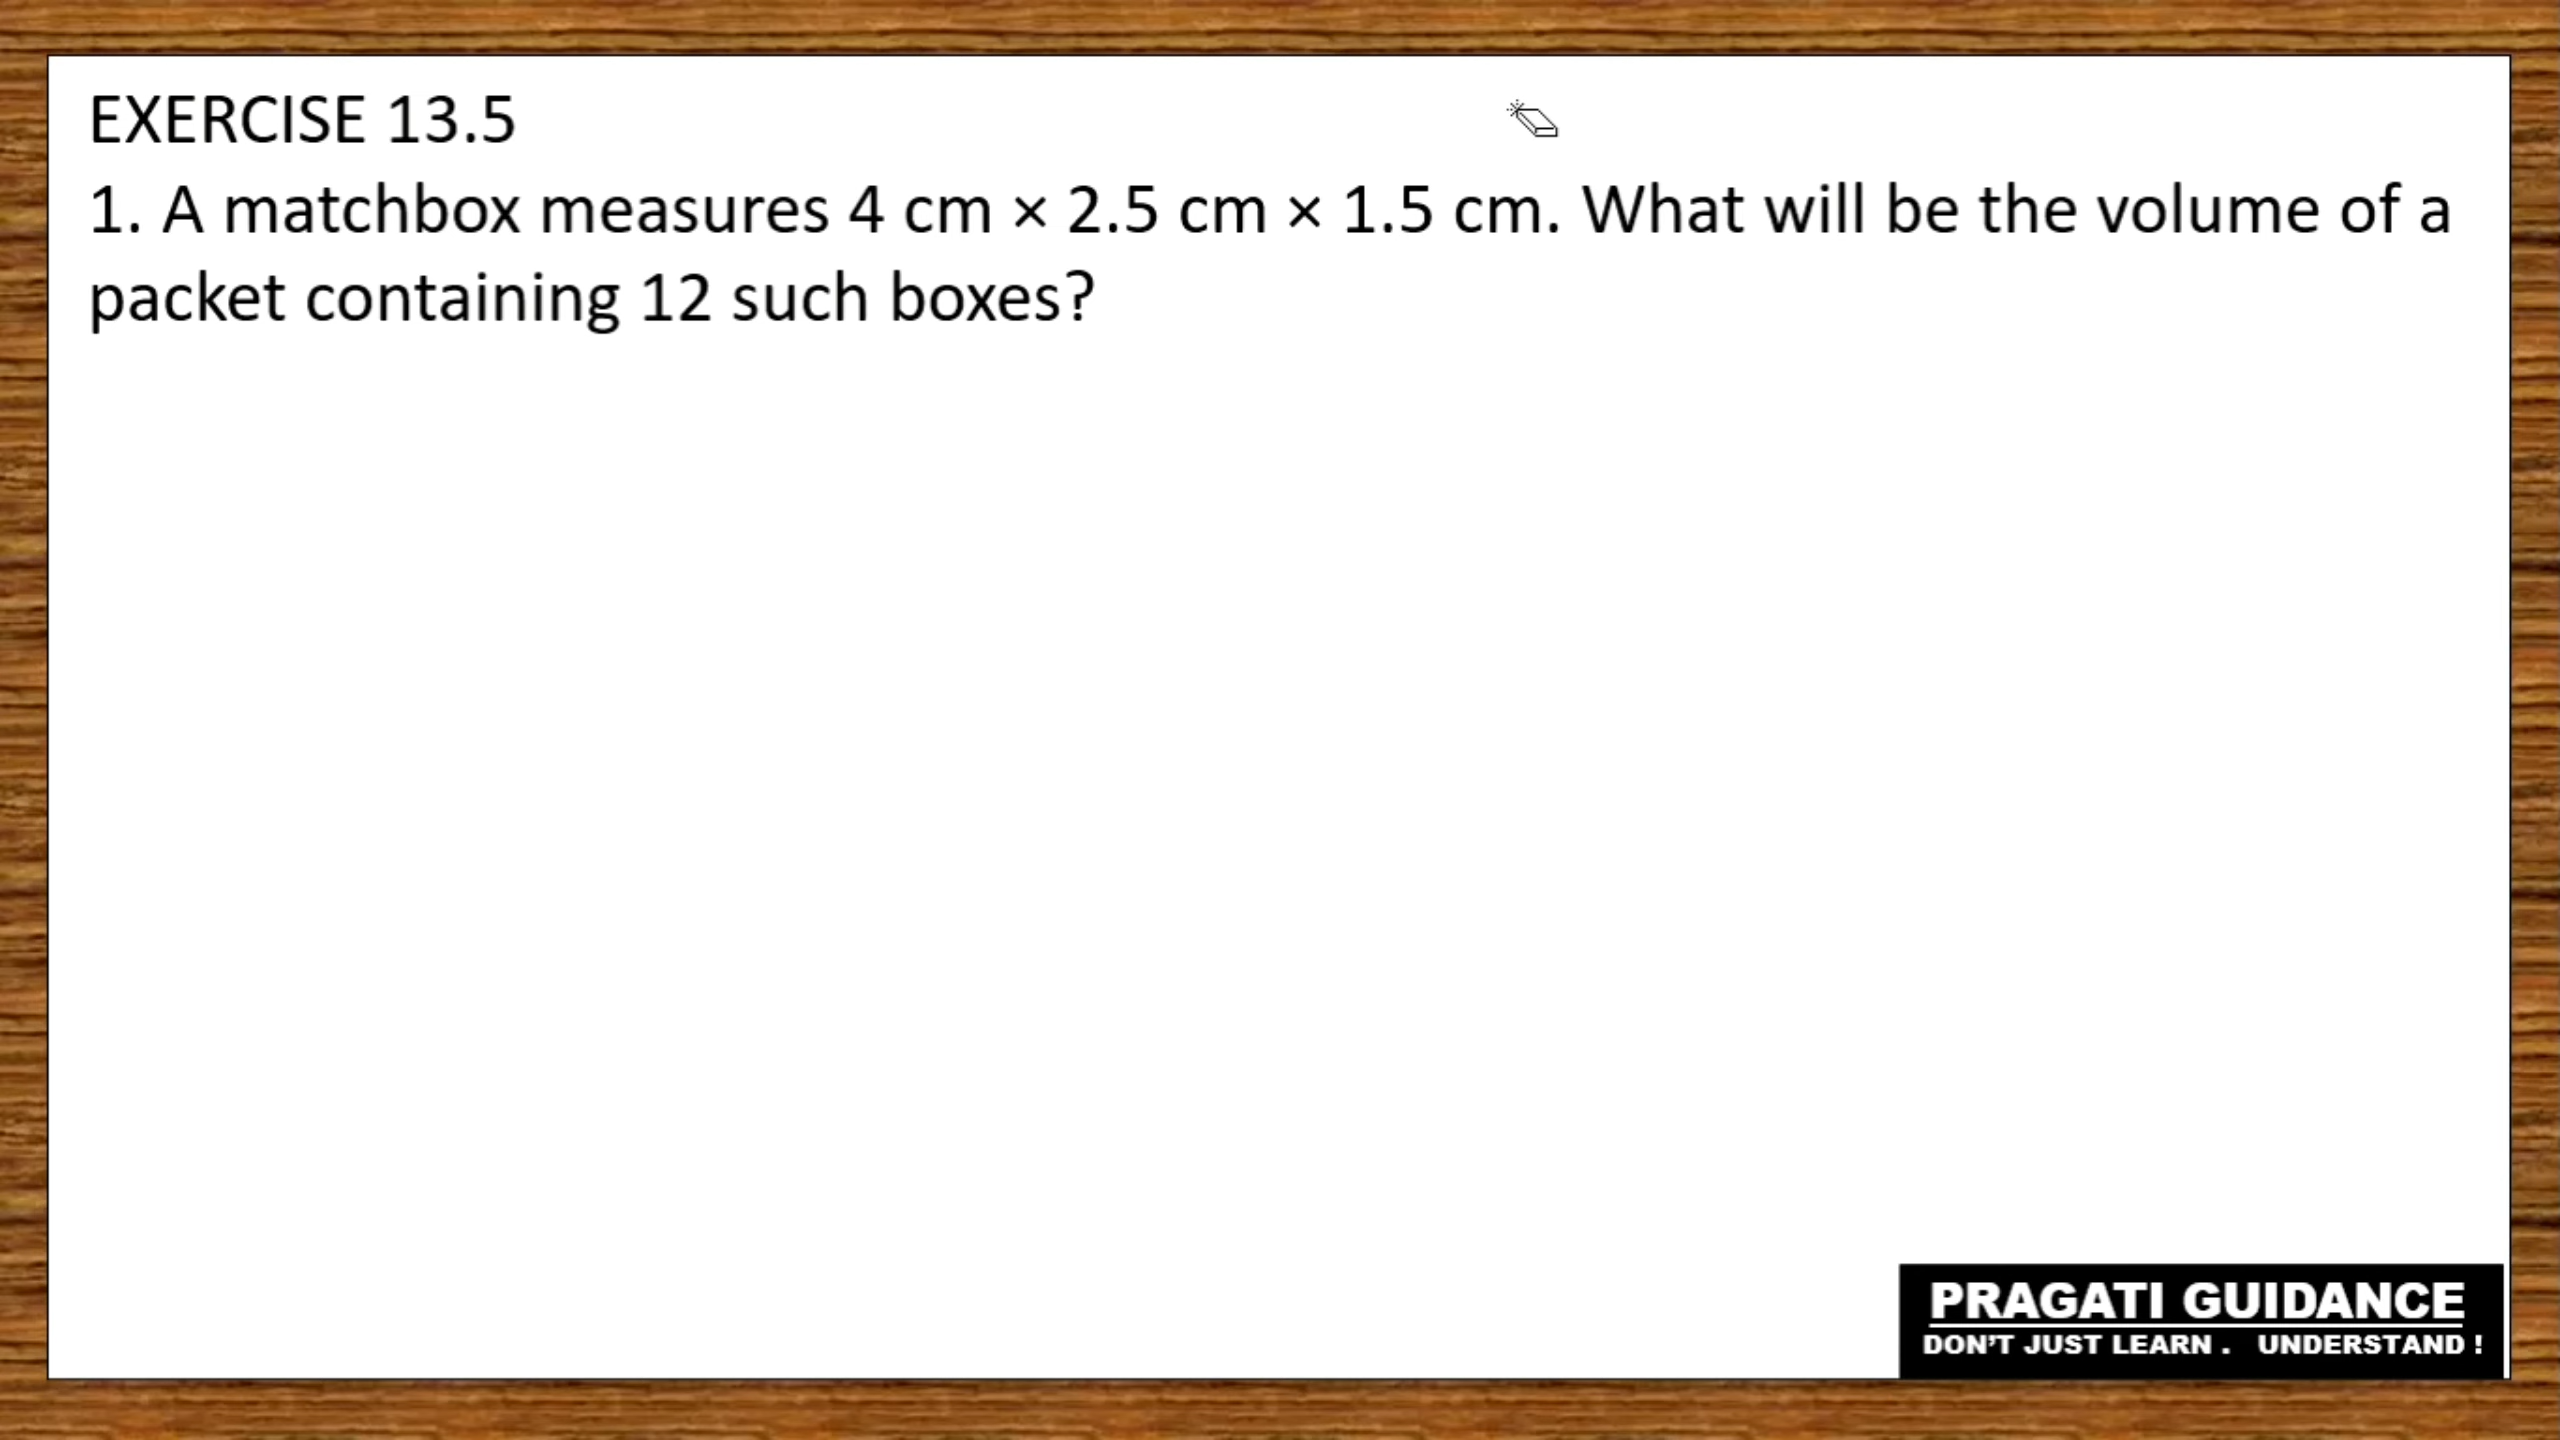 EXERCISE 13.5
1. A matchbox measures 4 cm × 2.5 cm × 1.5 cm. What will be the volume of a
packet containing 12 such boxes?
PRAGATI GUIDANCE
DON'T JUST LEARN . UNDERSTAND !